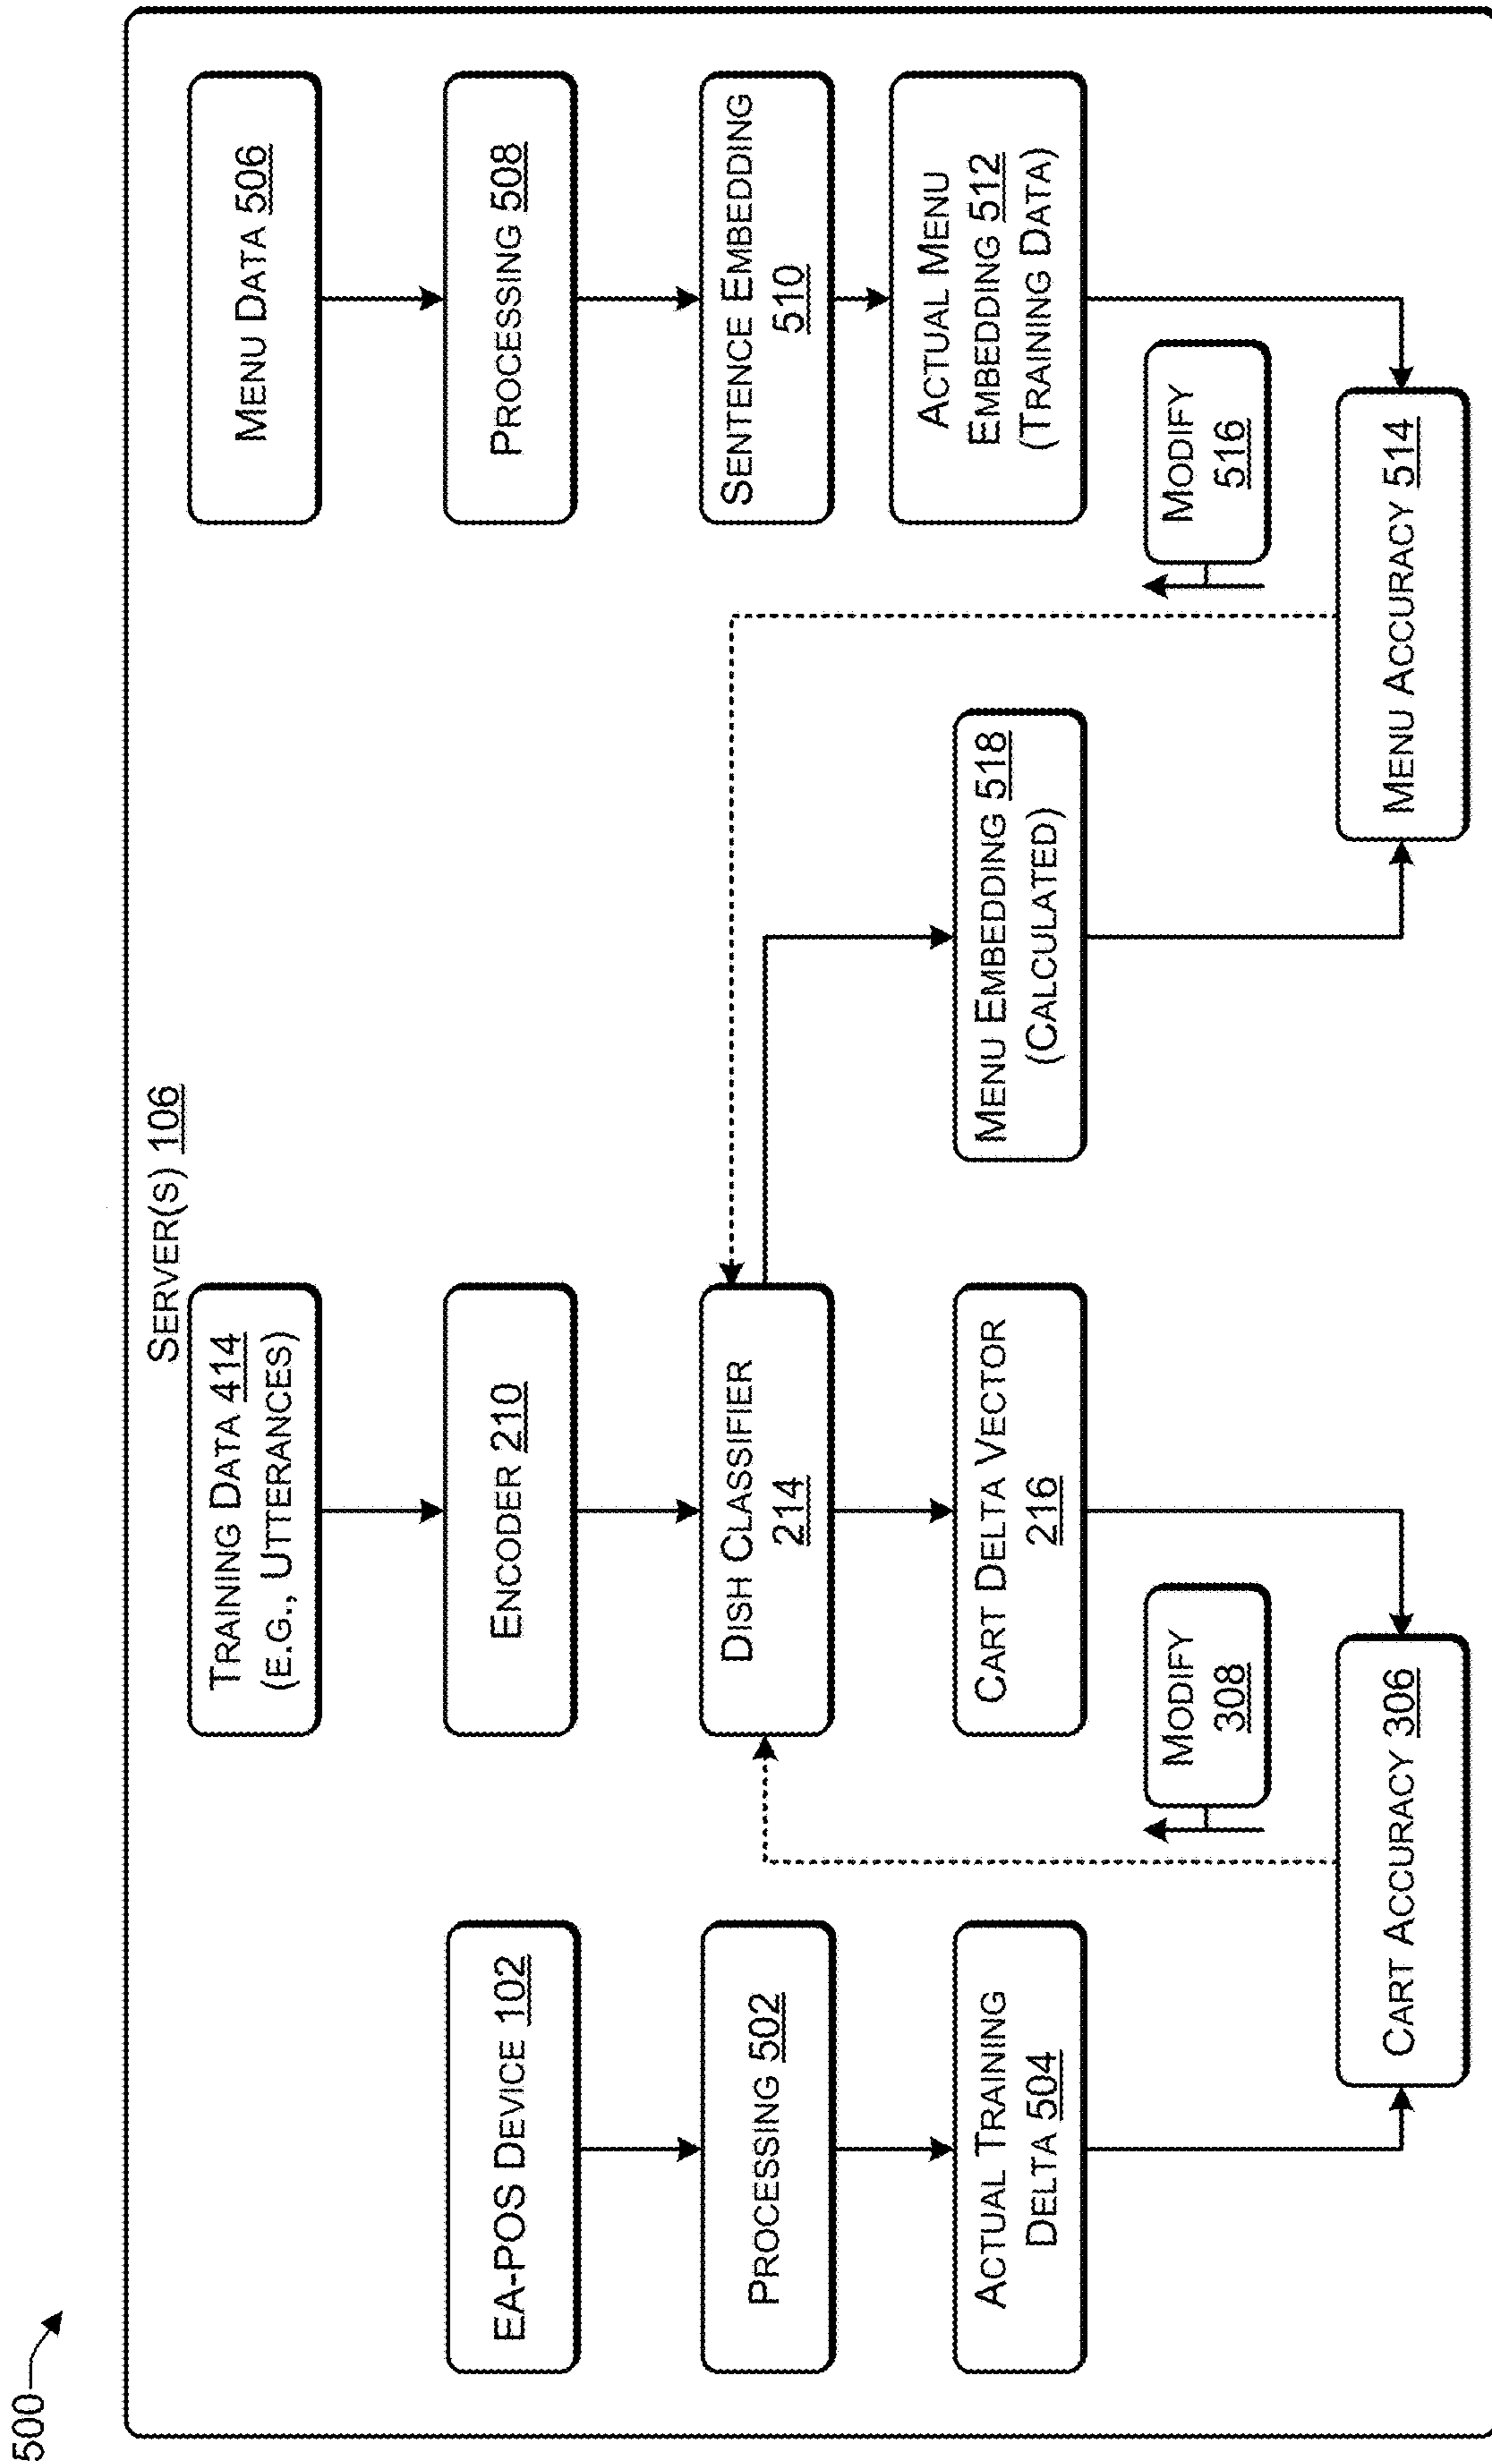 500
SERVER(S) 106
EA-POS DEVICE 102
PROCESSING 502
ACTUAL TRAINING
DELTA 504
CART ACCURACY 306
MODIFY
308
TRAINING DATA 414
(E.G., UTTERANCES)
ENCODER 210
DISH CLASSIFIER
214
CART DELTA VECTOR
216
MENU EMBEDDING 518
(CALCULATED)
MENU DATA 506
PROCESSING 508
SENTENCE EMBEDDING
510
ACTUAL MENU
EMBEDDING 512
(TRAINING DATA)
MODIFY
516
MENU ACCURACY 514